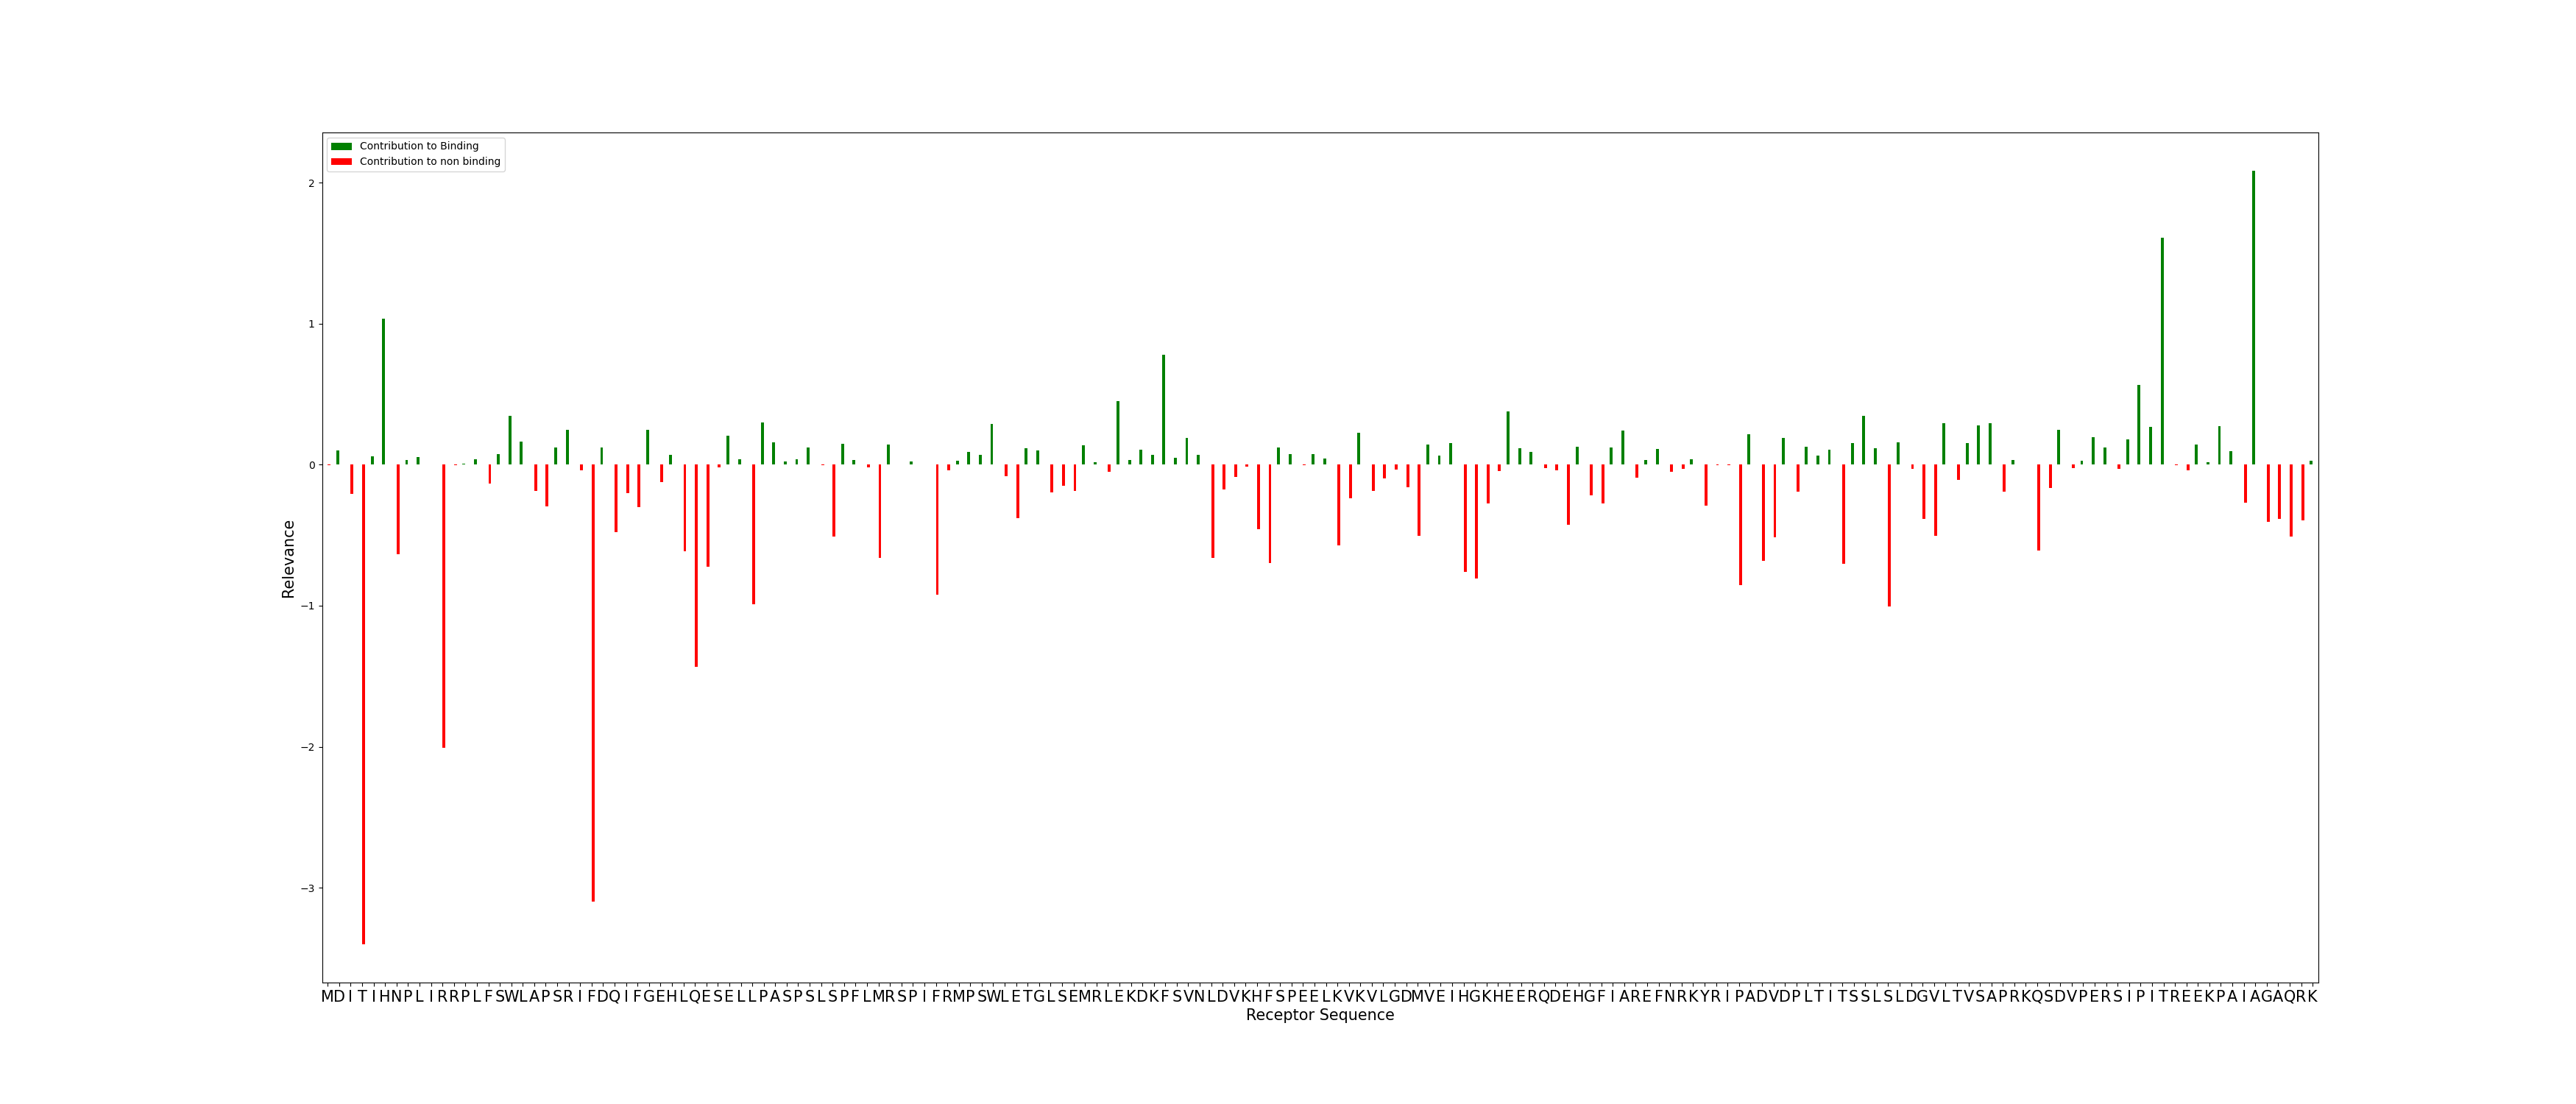 Contribution to Binding
Contribution to non binding
2
1
0
−1
−2
−3
Relevance
MDITIHNPLIRRPLFSWLAPSRIFDQIFGEHLQESELLPASPSLSPFLMRSPIFRMPSWLETGLSEMRLEKDKFSVNLDVKHFSPEELKVKVLGDMVEIHGKHEERQDEHGFIAREFNRKYRIPADVDPLTITSSLSLDGVLTVSAPRKQSDVPERSIPITREEKPAIAGAQRK
Receptor Sequence